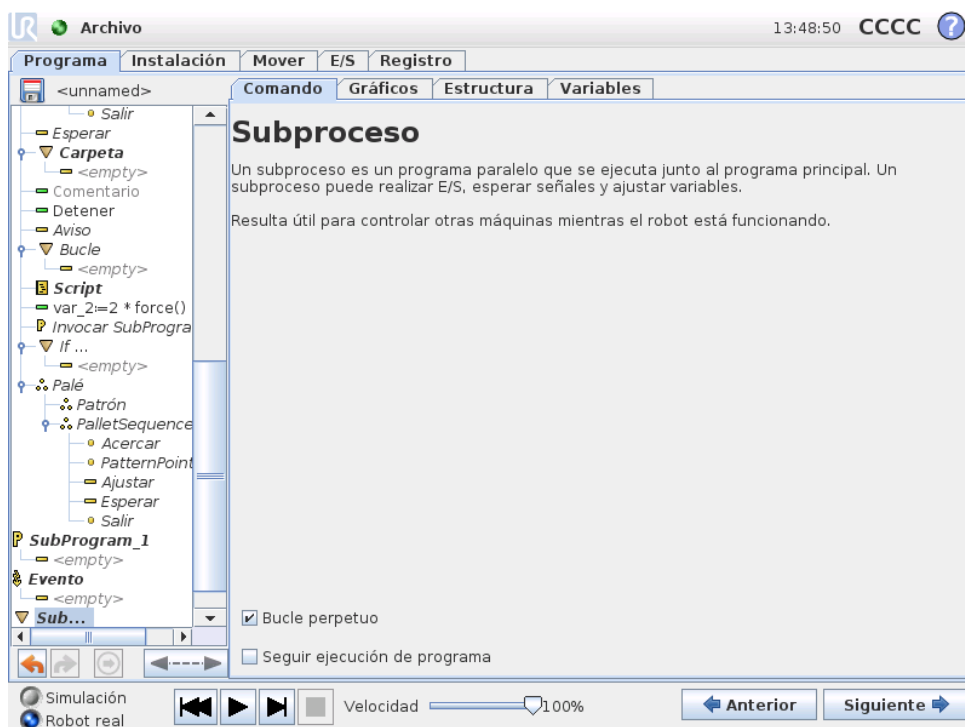 UR Archivo 13:48:50 CCCC ?
Programa Instalación Mover E/S Registro
<unnamed>
Comando Gráficos Estructura Variables
Salir
Esperar
Carpeta
<empty>
Comentario
Detener
Aviso
Bucle
<empty>
Script
var_2:=2 * force()
Invocar SubProgra
If ...
<empty>
Palé
Patrón
PalletSequence
Acercar
PatternPoint
Ajustar
Esperar
Salir
SubProgram_1
<empty>
Evento
<empty>
Sub...
Subproceso
Un subproceso es un programa paralelo que se ejecuta junto al programa principal. Un
subproceso puede realizar E/S, esperar señales y ajustar variables.
Resulta útil para controlar otras máquinas mientras el robot está funcionando.
Bucle perpetuo
Seguir ejecución de programa
Simulación
Robot real
Velocidad 100%
Anterior Siguiente